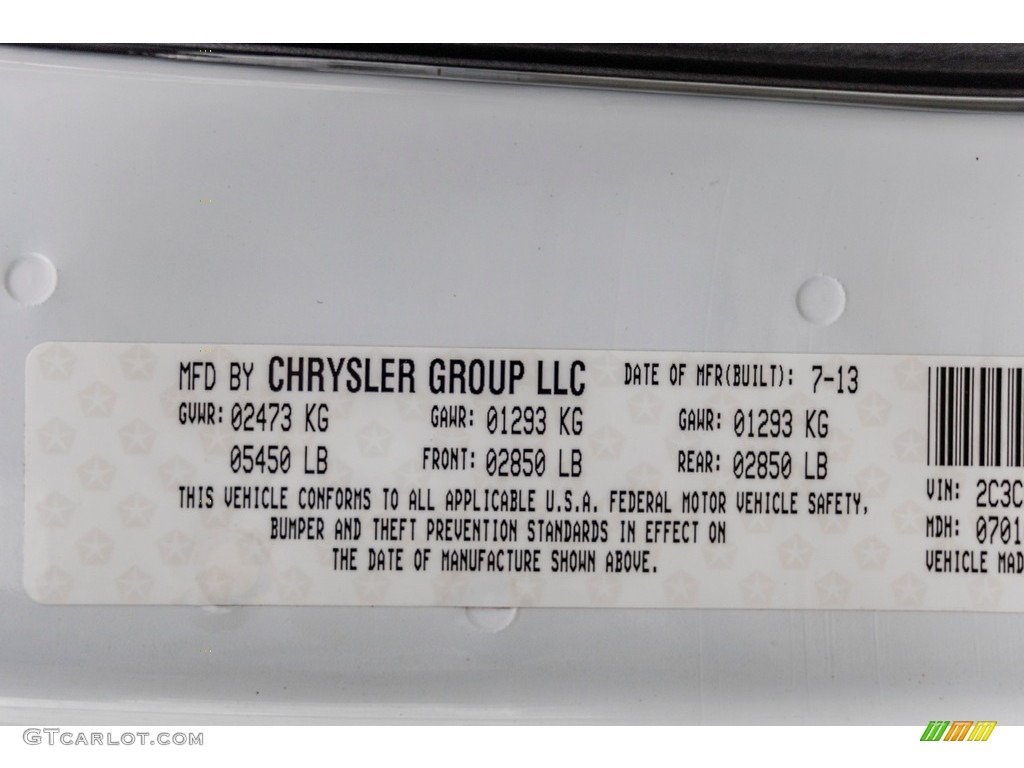 MFD BY CHRYSLER GROUP LLC DATE OF MFR(BUILT): 7-13
GVWR: 02473 KG GAWR: 01293 KG GAWR: 01293 KG
05450 LB FRONT: 02850 LB REAR: 02850 LB
THIS VEHICLE CONFORMS TO ALL APPLICABLE U.S.A. FEDERAL MOTOR VEHICLE SAFETY,
BUMPER AND THEFT PREVENTION STANDARDS IN EFFECT ON
THE DATE OF MANUFACTURE SHOWN ABOVE.
VIN: 2C3C
MDH: 0701
VEHICLE MAD
GTCARLOT.COM